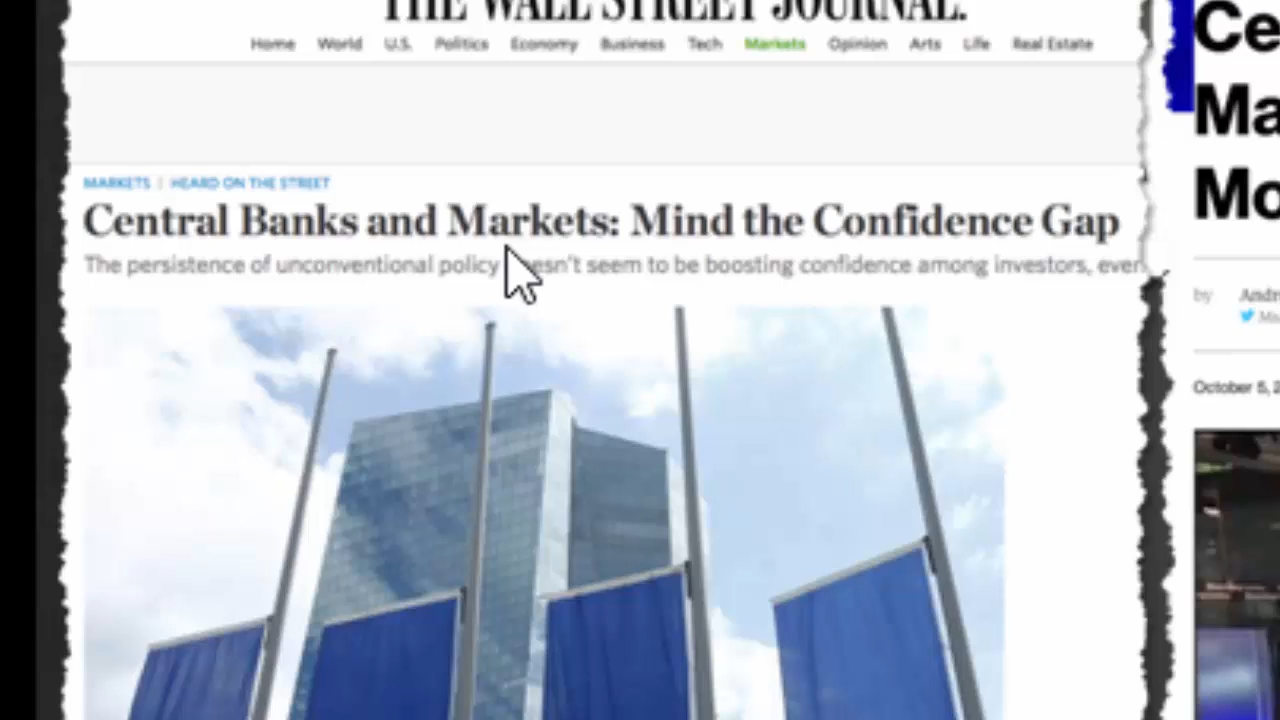 THE WALL STREET JOURNAL.
Home World U.S. Politics Economy Business Tech Markets Opinion Arts Life Real Estate
MARKETS | HEARD ON THE STREET
Central Banks and Markets: Mind the Confidence Gap
The persistence of unconventional policy esn't seem to be boosting confidence among investors, even
Ce
Ma
Mo
by Andr
October 5, 2